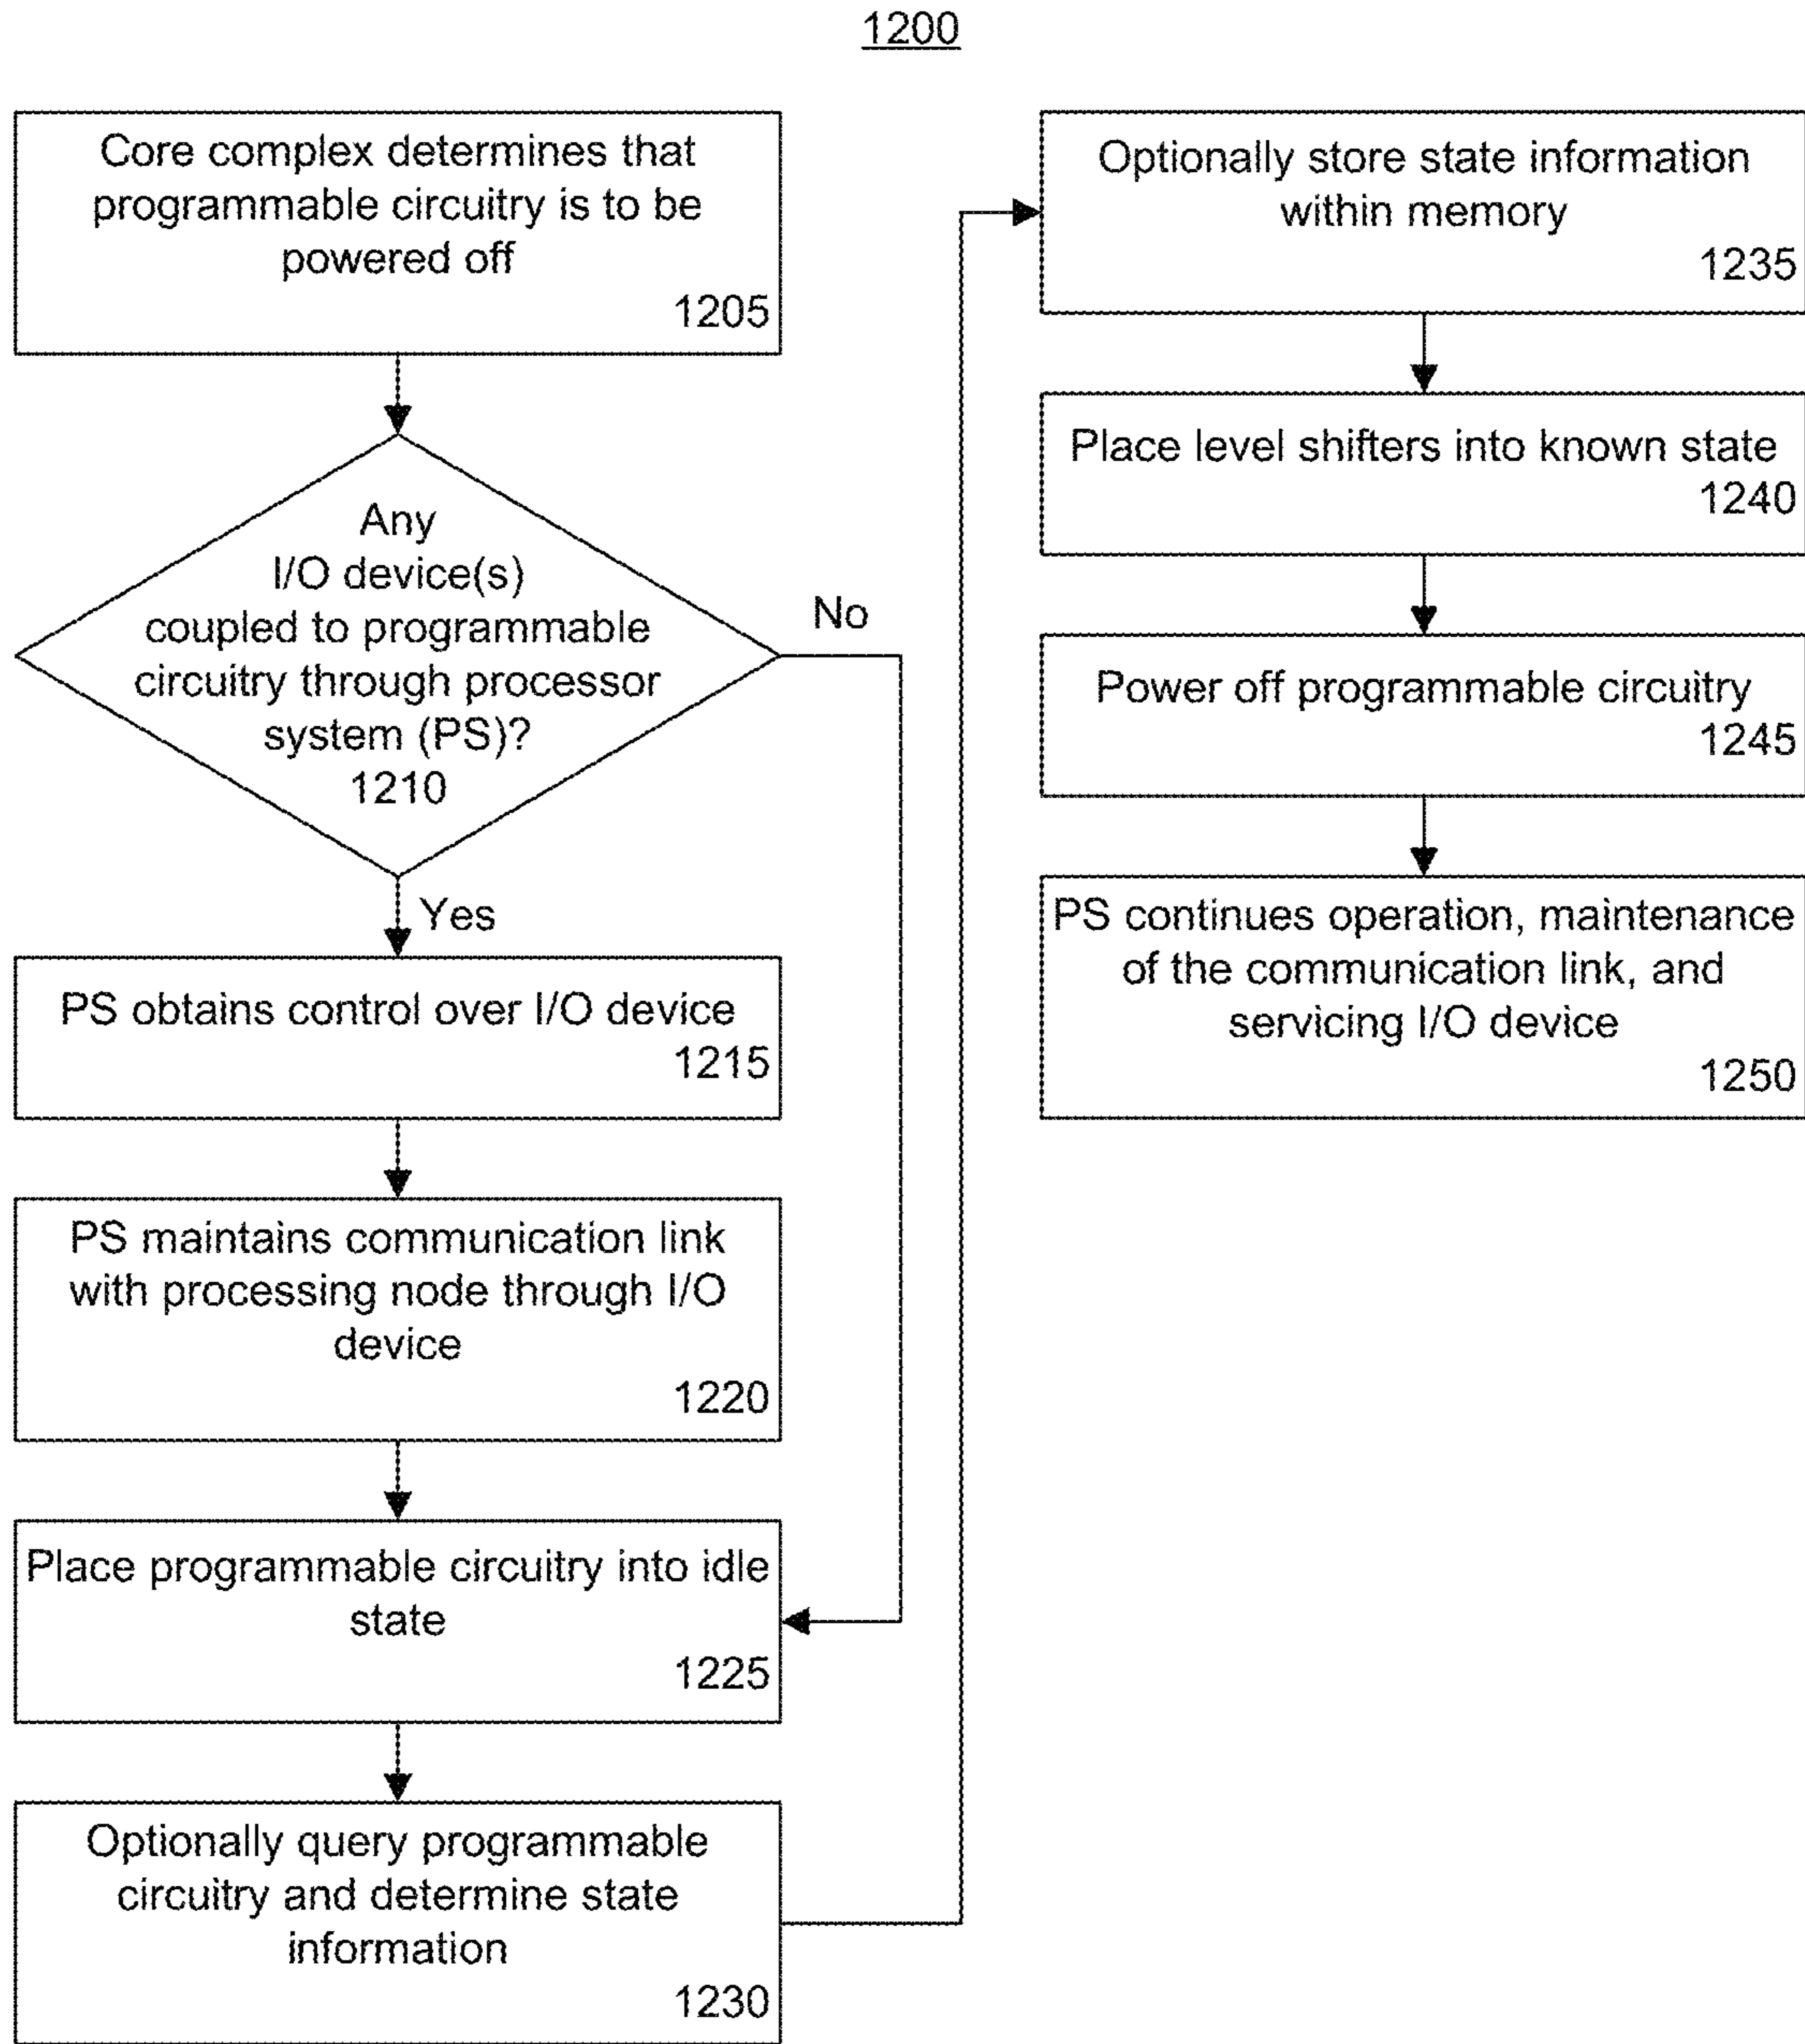 1200
Core complex determines that
programmable circuitry is to be
powered off
1205
Any
I/O device(s)
coupled to programmable
circuitry through processor
system (PS)?
1210
No
Yes
PS obtains control over I/O device
1215
PS maintains communication link
with processing node through I/O
device
1220
Place programmable circuitry into idle
state
1225
Optionally query programmable
circuitry and determine state
information
1230
Optionally store state information
within memory
1235
Place level shifters into known state
1240
Power off programmable circuitry
1245
PS continues operation, maintenance
of the communication link, and
servicing I/O device
1250